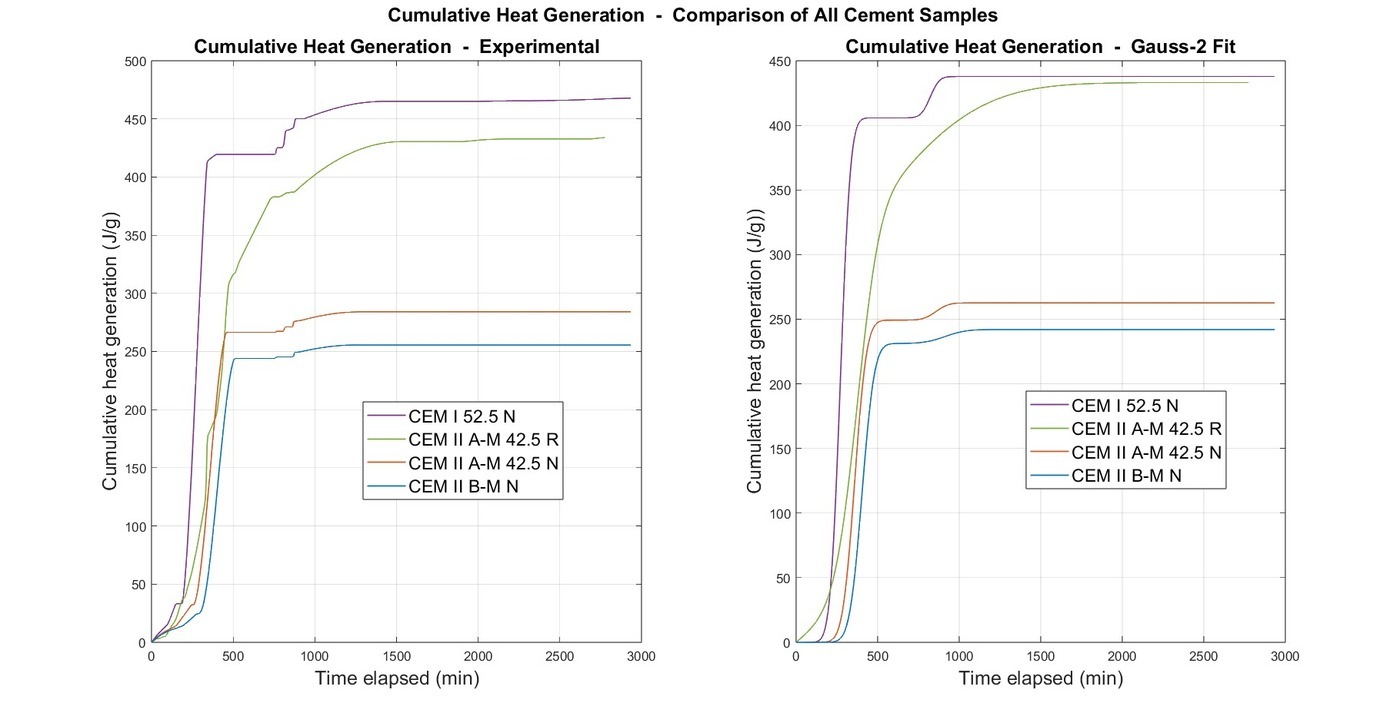 Cumulative Heat Generation - Comparison of All Cement Samples
Cumulative Heat Generation - Experimental
500
450
400
350
300
250
200
150
100
50
0
0 500 1000 1500 2000 2500 3000
Time elapsed (min)
Cumulative heat generation (J/g)
CEM I 52.5 N
CEM II A-M 42.5 R
CEM II A-M 42.5 N
CEM II B-M N
Cumulative Heat Generation - Gauss-2 Fit
450
400
350
300
250
200
150
100
50
0
0 500 1000 1500 2000 2500 3000
Time elapsed (min)
Cumulative heat generation (J/g))
CEM I 52.5 N
CEM II A-M 42.5 R
CEM II A-M 42.5 N
CEM II B-M N